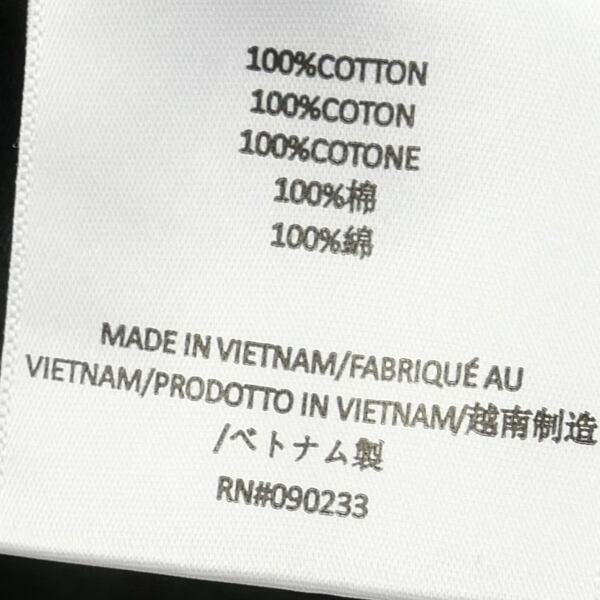 100%COTTON
100%COTON
100%COTONE
100%棉
100%綿
MADE IN VIETNAM/FABRIQUÉ AU
VIETNAM/PRODOTTO IN VIETNAM/越南制造
/ベトナム製
RN#090233